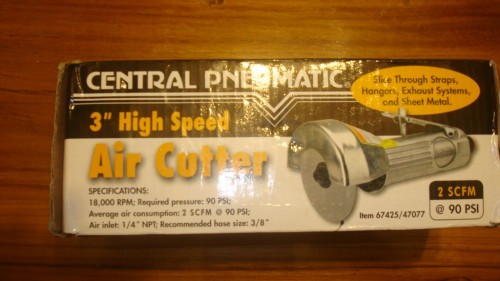 CENTRAL PNEUMATIC
3" High Speed
Air Cutter
SPECIFICATIONS:
18,000 RPM; Required pressure: 90 PSI;
Average air consumption: 2 SCFM @ 90 PSI;
Air inlet: 1/4" NPT; Recommended hose size: 3/8"
Slice Through Straps,
Hangers, Exhaust Systems,
and Sheet Metal.
2 SCFM
@ 90 PSI
Item 67425/47077